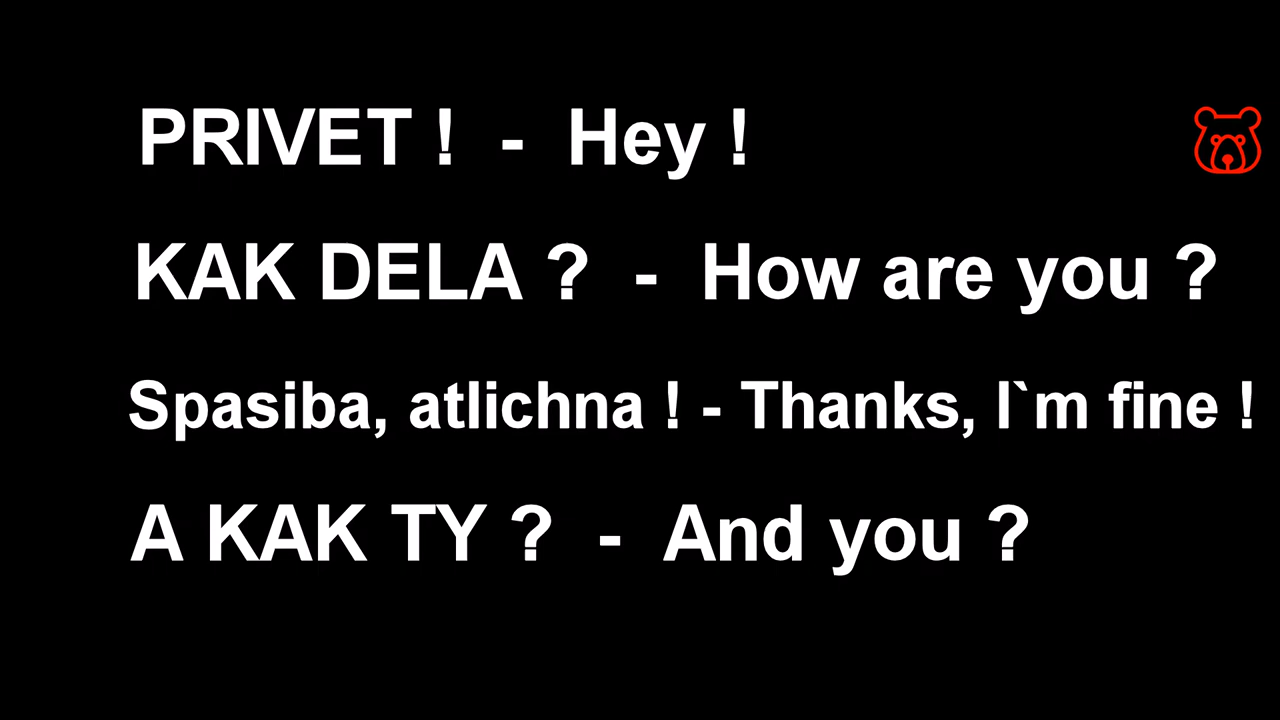 PRIVET ! - Hey !
KAK DELA ? - How are you ?
Spasiba, atlichna ! - Thanks, I`m fine !
A KAK TY ? - And you ?